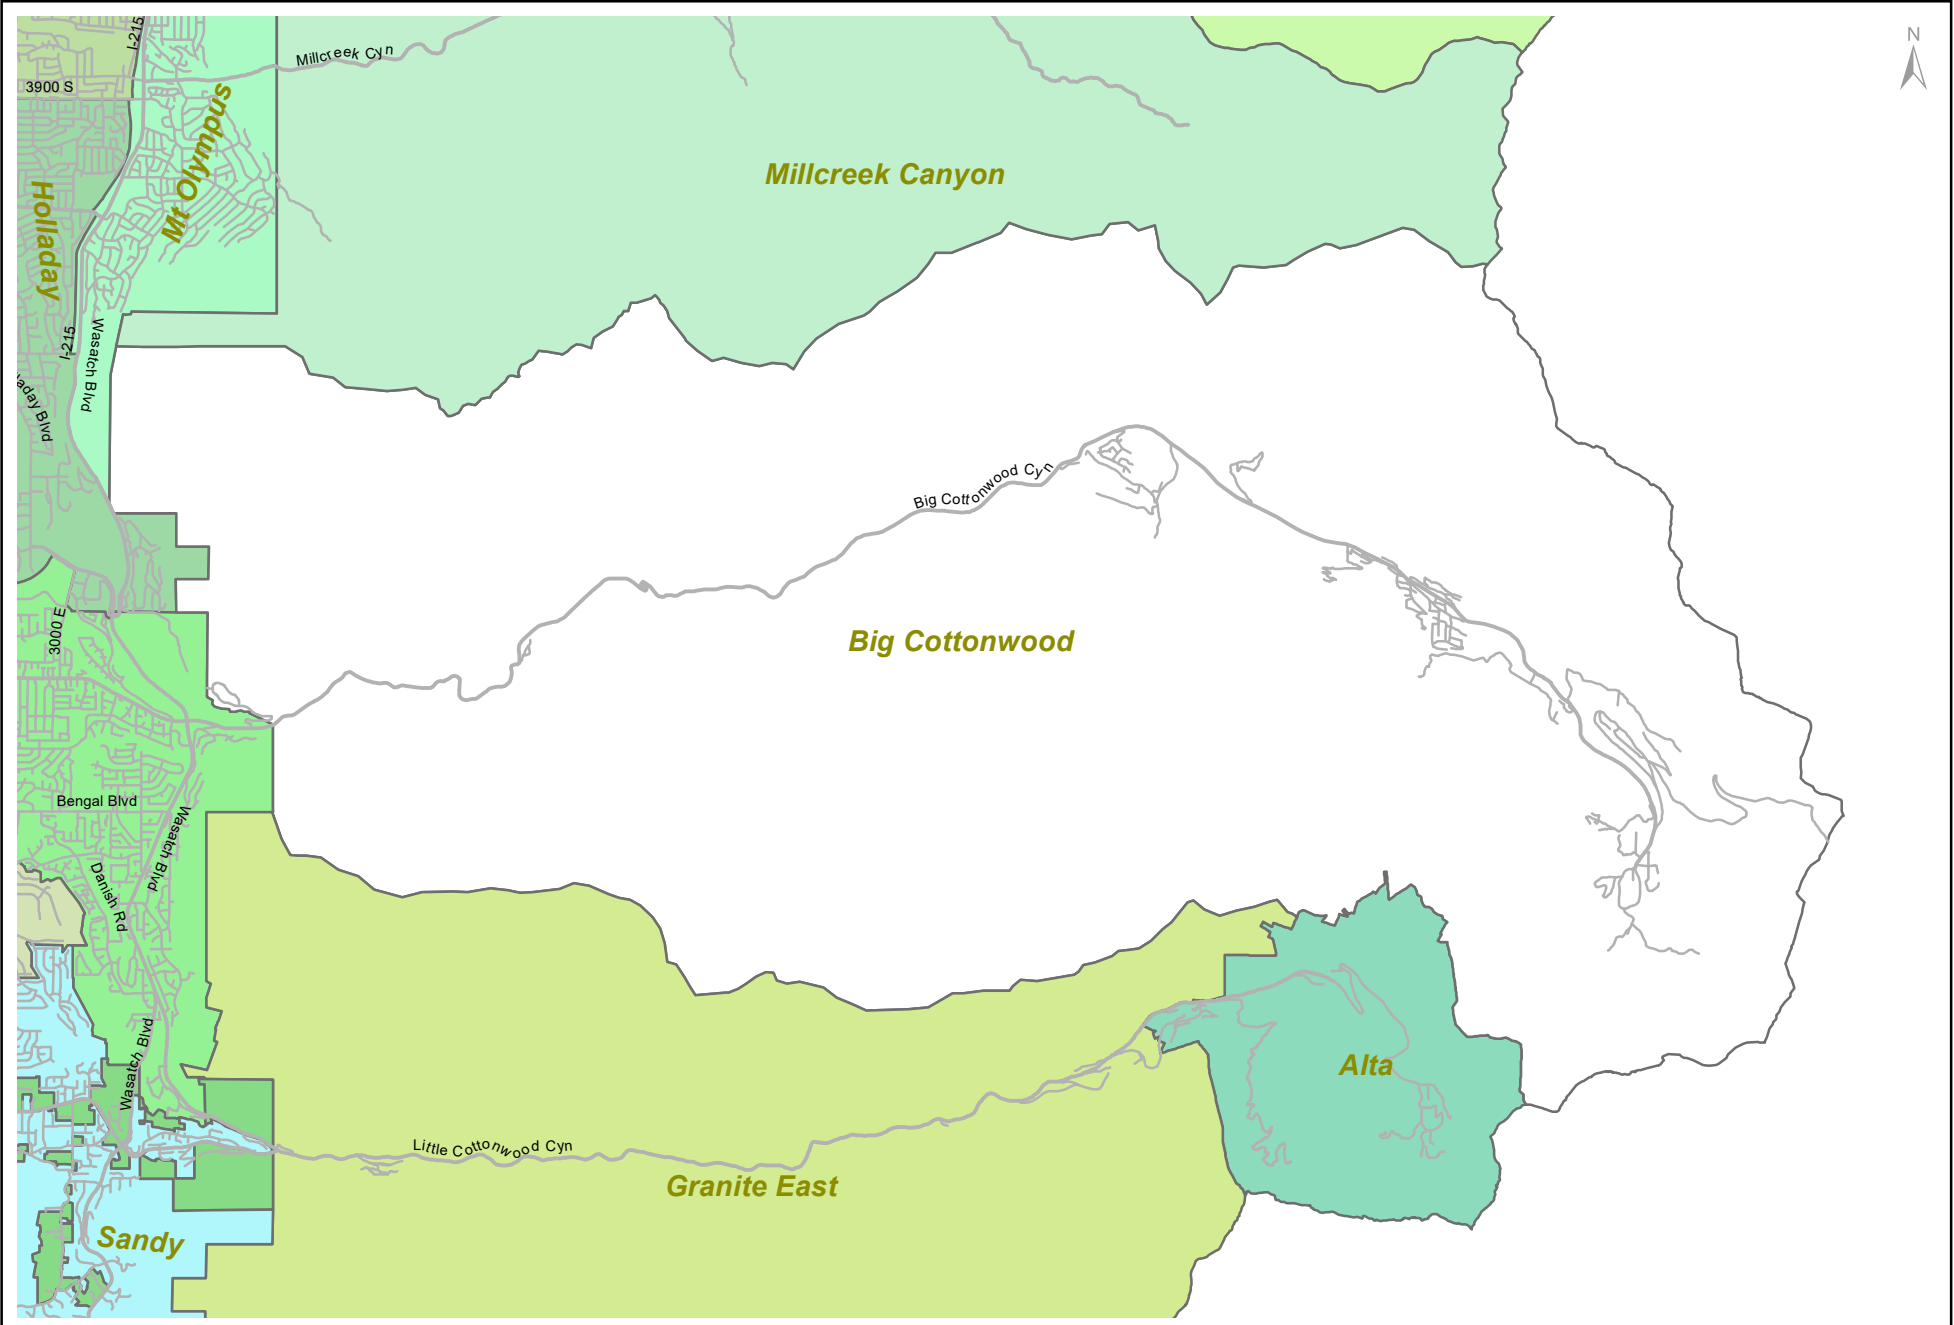 I-215
Millcreek Cyn
N
3900 S
Mt Olympus
Millcreek Canyon
Holladay
I-215
Wasatch Blvd
aday Blvd
Big Cottonwood Cyn
3000 E
Big Cottonwood
Bengal Blvd
Wasatch Blvd
Danish Rd
Wasatch Blvd
Alta
Little Cottonwood Cyn
Granite East
Sandy